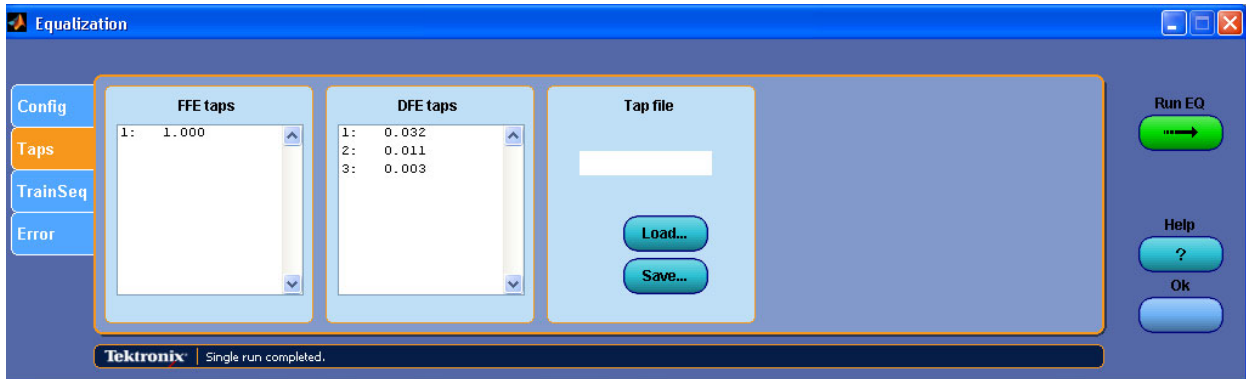 Equalization
Config
Taps
TrainSeq
Error
FFE taps
1: 1.000
DFE taps
1: 0.032
2: 0.011
3: 0.003
Tap file
Load...
Save...
Run EQ
Help
?
Ok
Tektronix Single run completed.